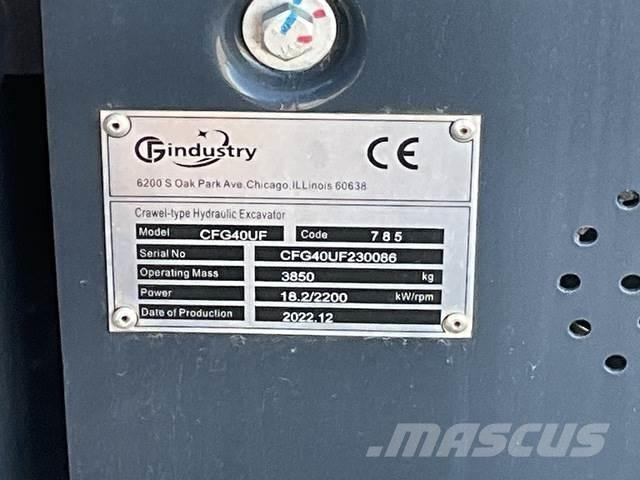 CFGindustry CE
6200 S Oak Park Ave.Chicago,ILLinois 60638
Crawel-type Hydraulic Excavator
Model CFG40UF Code 785
Serial No CFG40UF230086
Operating Mass 3850 kg
Power 18.2/2200 kW/rpm
Date of Production 2022.12
MASCUS